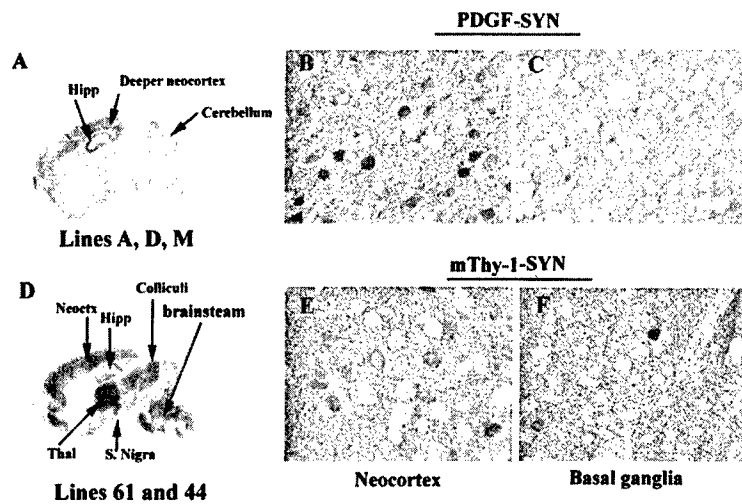 PDGF-SYN
A
Hipp
Deeper neocortex
Cerebellum
Lines A, D, M
B
C
mThy-1-SYN
D
Neoctx
Hipp
Colliculi
brainsteam
Thal
S. Nigra
Lines 61 and 44
E
F
Neocortex
Basal ganglia